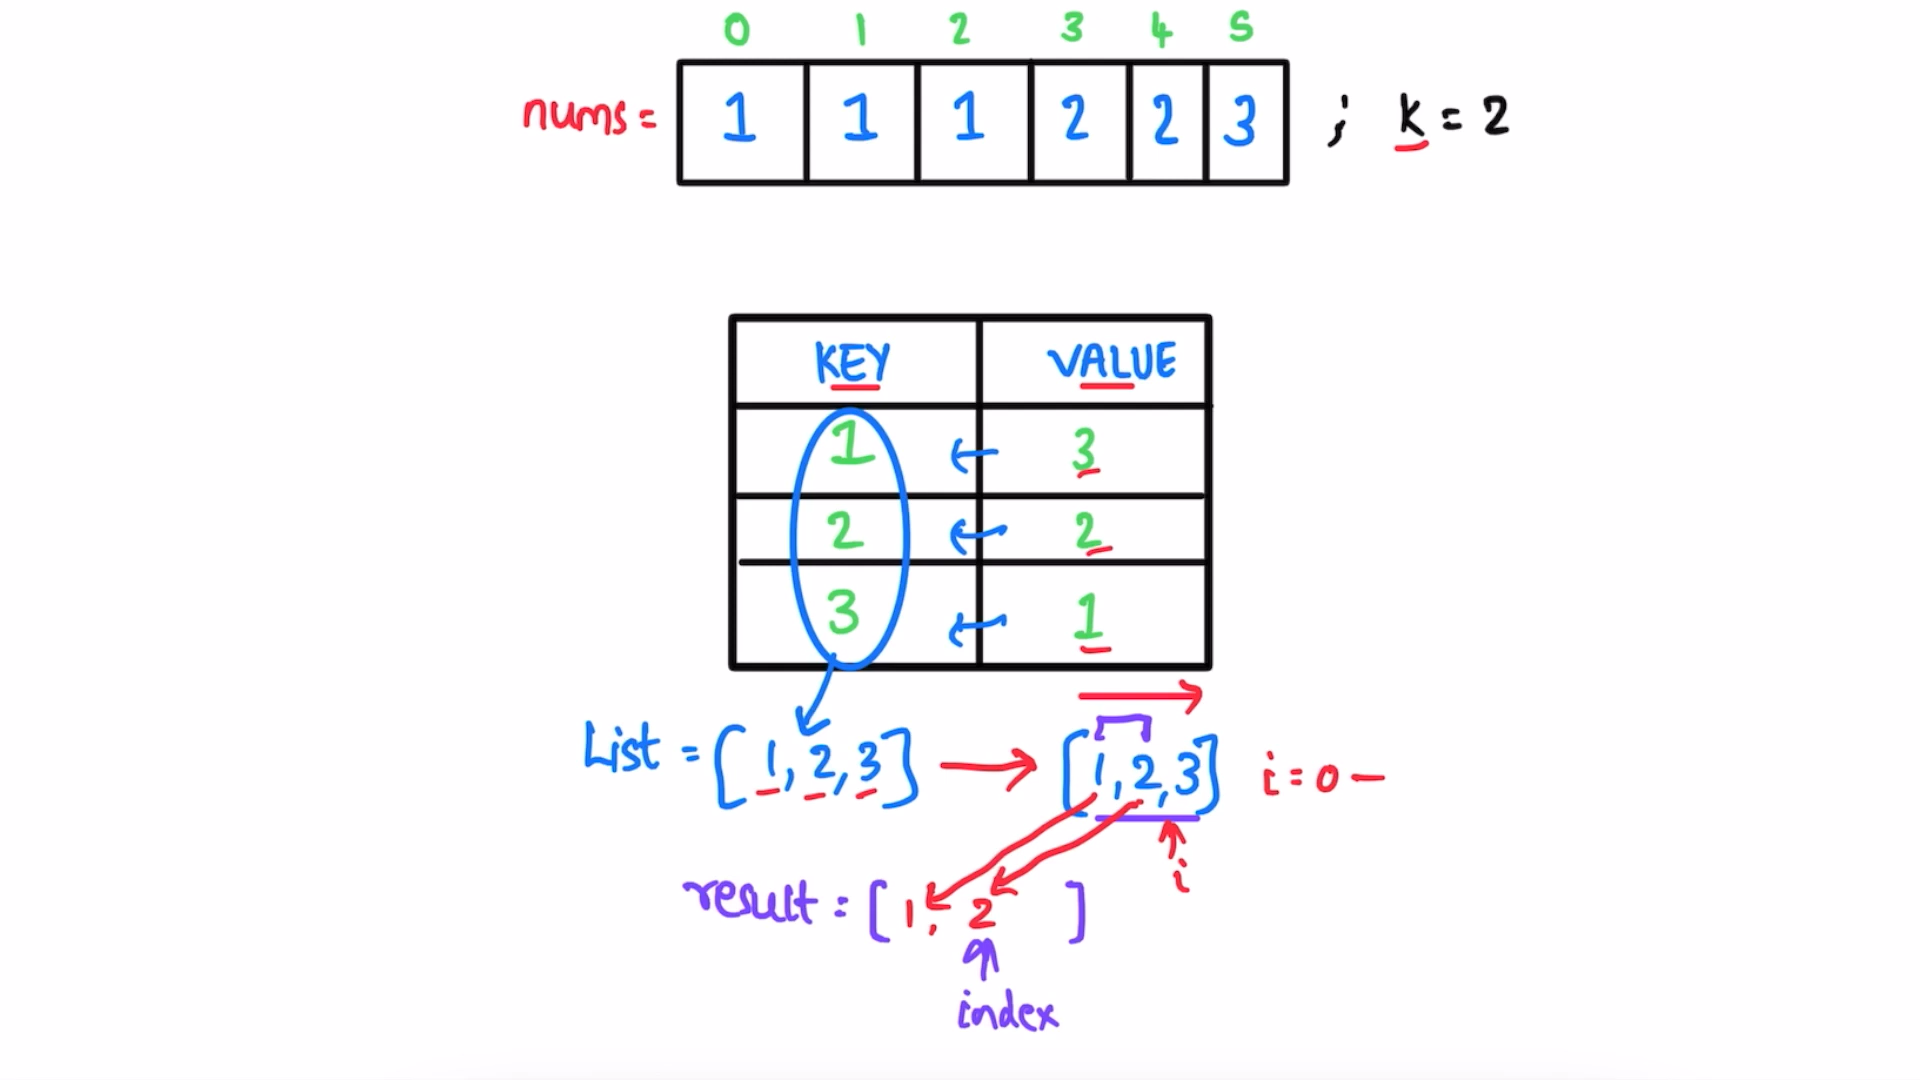 0 1 2 3 4 5
nums = 1 1 1 2 2 3 ; k = 2
KEY VALUE
1 ← 3
2 ← 2
3 ← 1
List = [1, 2, 3] → [1, 2, 3] i = 0 –
i
result = [1, 2 ]
index